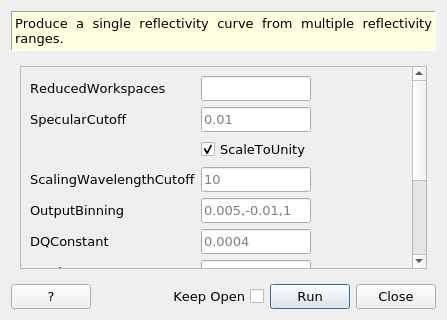 Produce a single reflectivity curve from multiple reflectivity
ranges.
ReducedWorkspaces
SpecularCutoff 0.01
ScaleToUnity
ScalingWavelengthCutoff 10
OutputBinning 0.005,-0.01,1
DQConstant 0.0004
? Keep Open Run Close